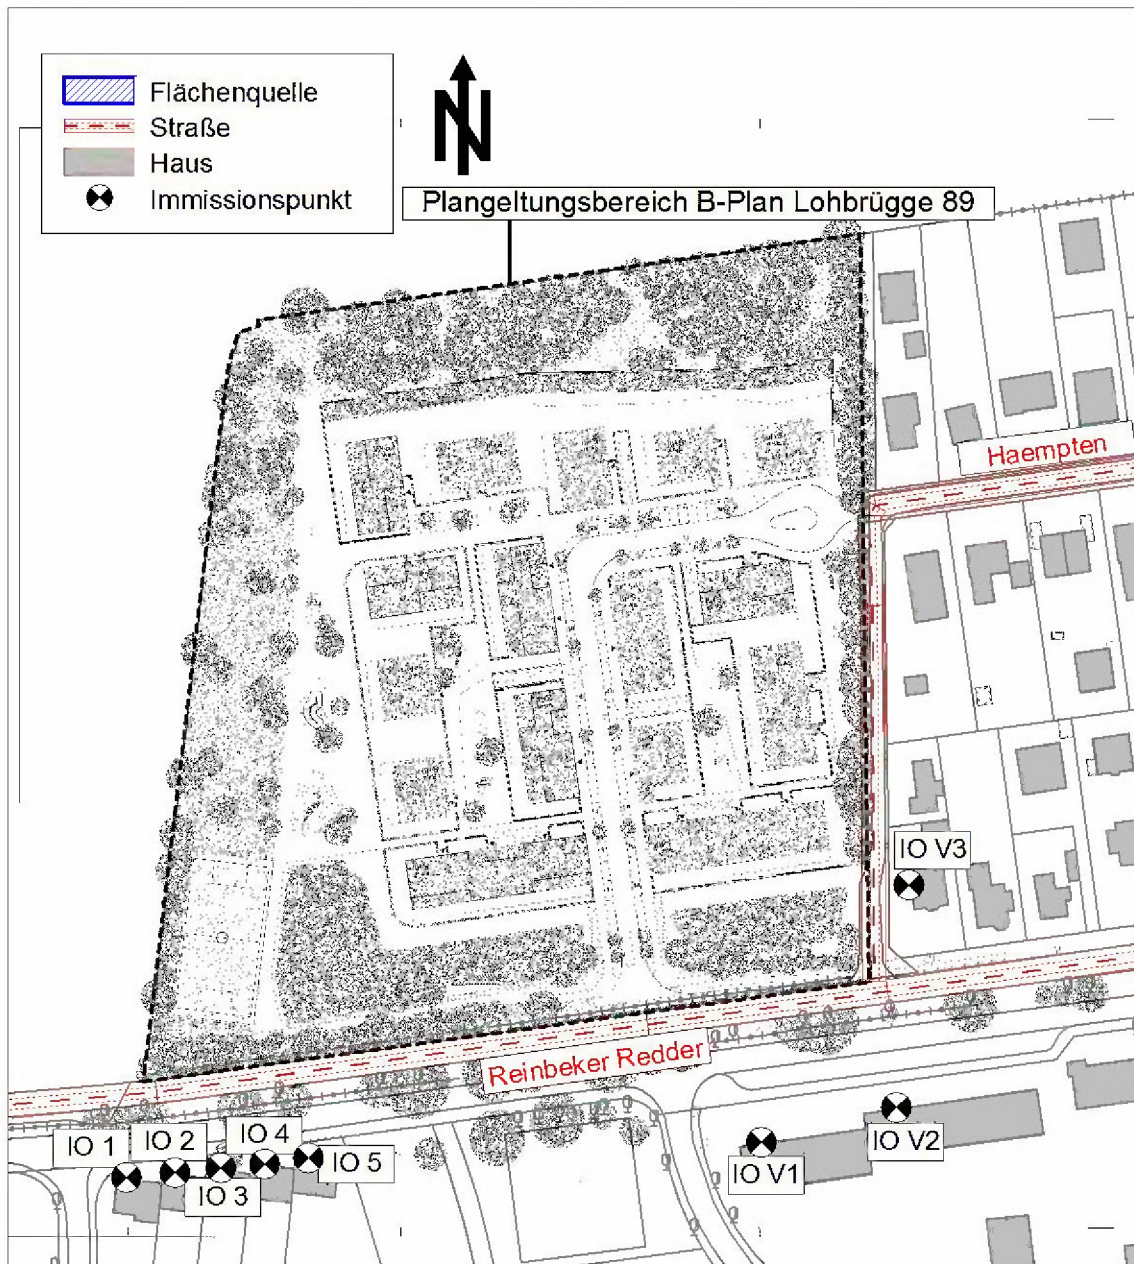 Flächenquelle
Straße
Haus
Immissionspunkt
N
Plangeltungsbereich B-Plan Lohbrügge 89
Haempten
IO V3
Reinbeker Redder
IO 1
IO 2
IO 3
IO 4
IO 5
IO V1
IO V2